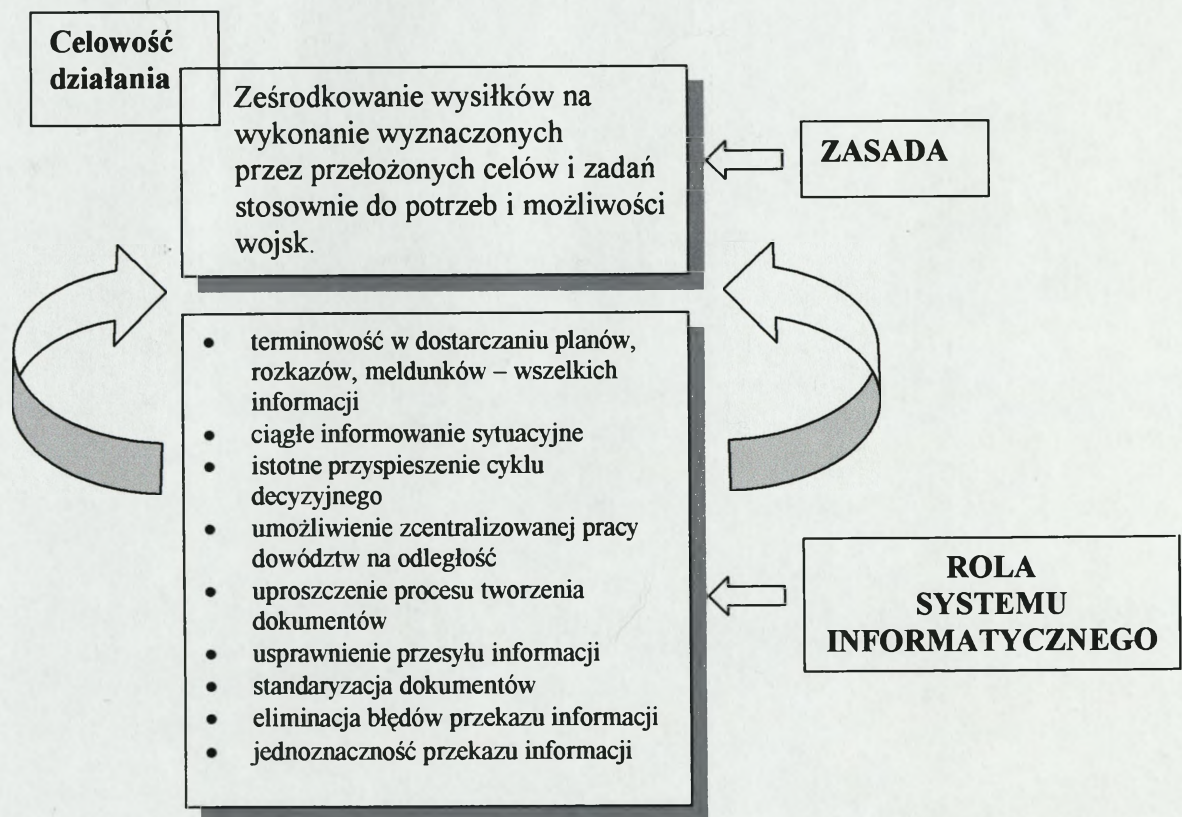 Celowość
działania
Ześrodkowanie wysiłków na
wykonanie wyznaczonych
przez przełożonych celów i zadań
stosownie do potrzeb i możliwości
wojsk.
ZASADA
• terminowość w dostarczaniu planów,
rozkazów, meldunków – wszelkich
informacji
• ciągłe informowanie sytuacyjne
• istotne przyspieszenie cyklu
decyzyjnego
• umożliwienie zcentralizowanej pracy
dowództw na odległość
• uproszczenie procesu tworzenia
dokumentów
• usprawnienie przesyłu informacji
• standaryzacja dokumentów
• eliminacja błędów przekazu informacji
• jednoznaczność przekazu informacji
ROLA
SYSTEMU
INFORMATYCZNEGO